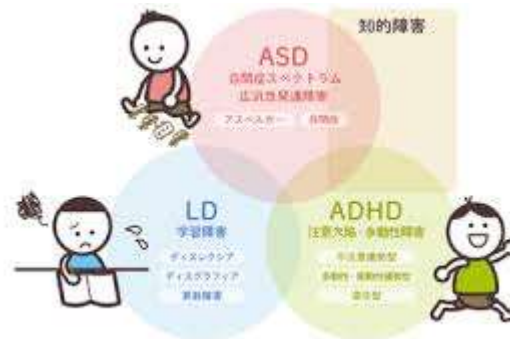 知的障害
ASD
自閉症スペクトラム
広汎性発達障害
アスペルガー 自閉症
LD
学習障害
ディスレクシア
ディスグラフィア
算数障害
ADHD
注意欠陥・多動性障害
不注意優勢型
多動性・衝動性優勢型
混合型